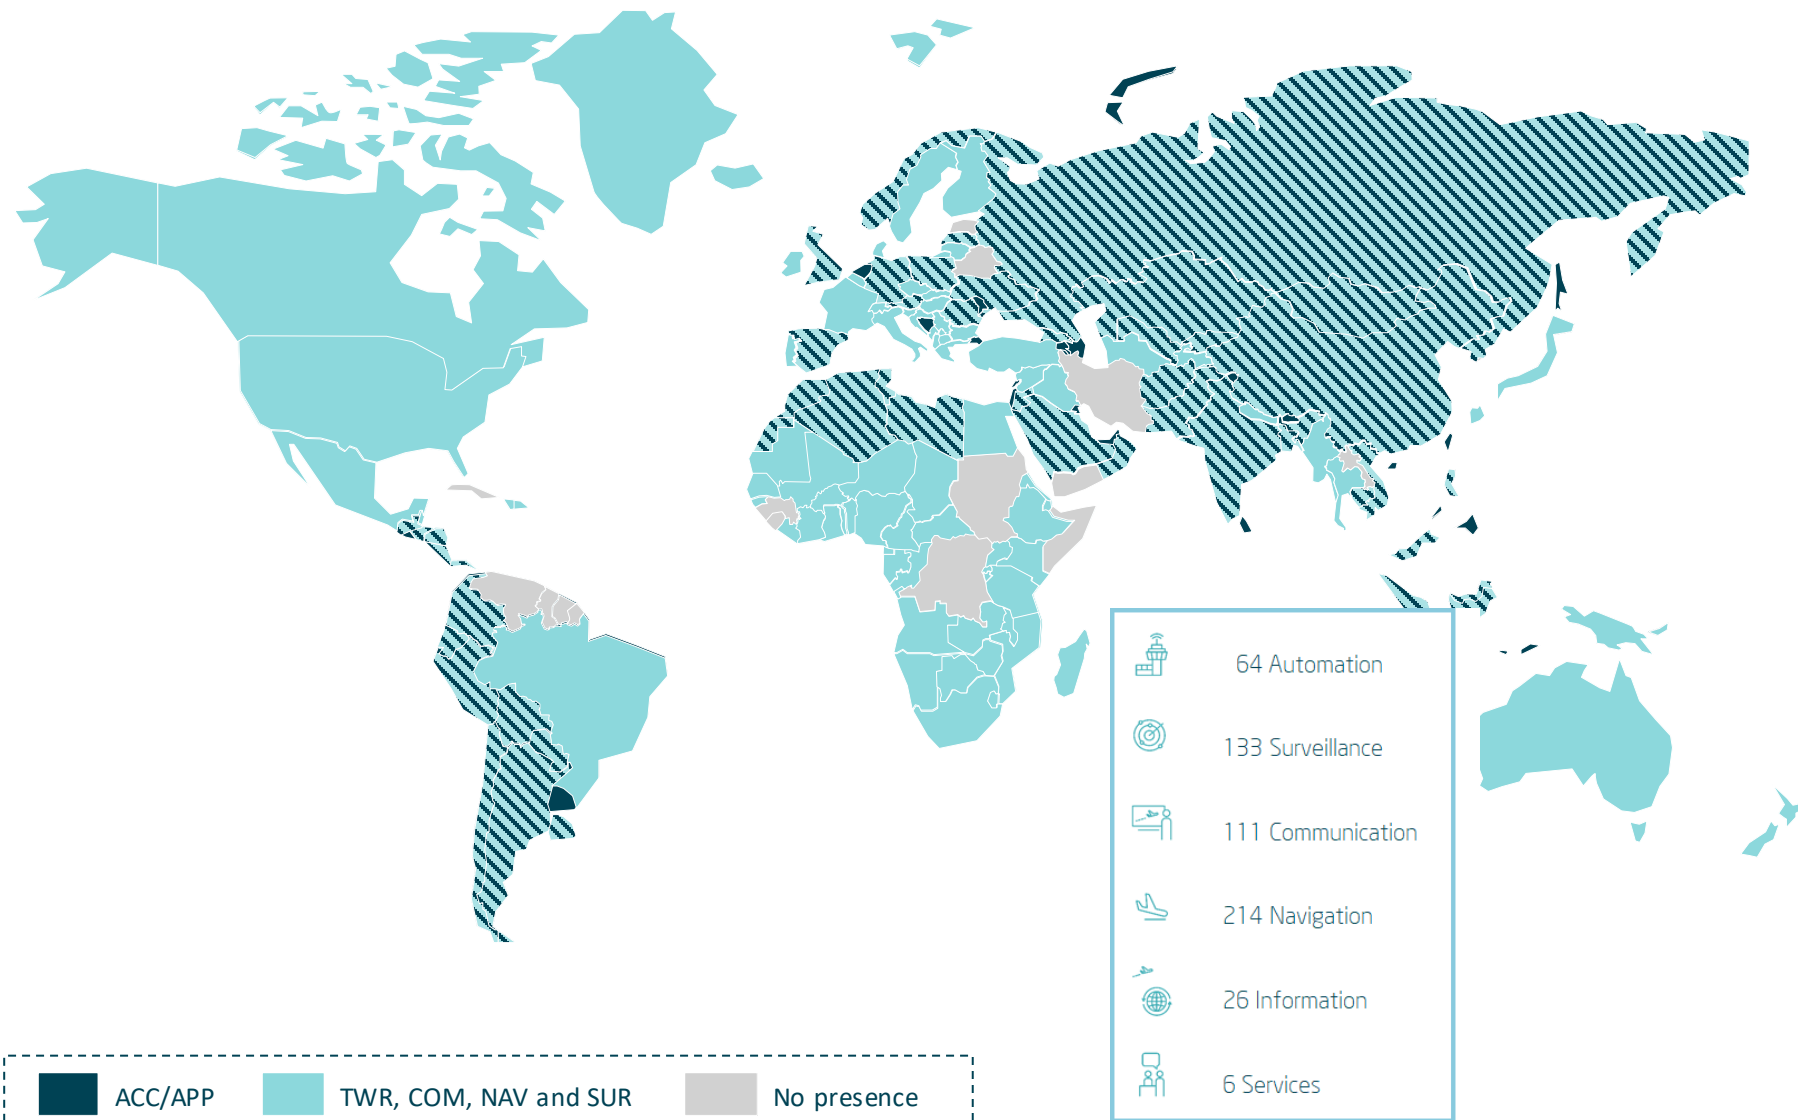 64 Automation
133 Surveillance
111 Communication
214 Navigation
26 Information
6 Services
ACC/APP
TWR, COM, NAV and SUR
No presence